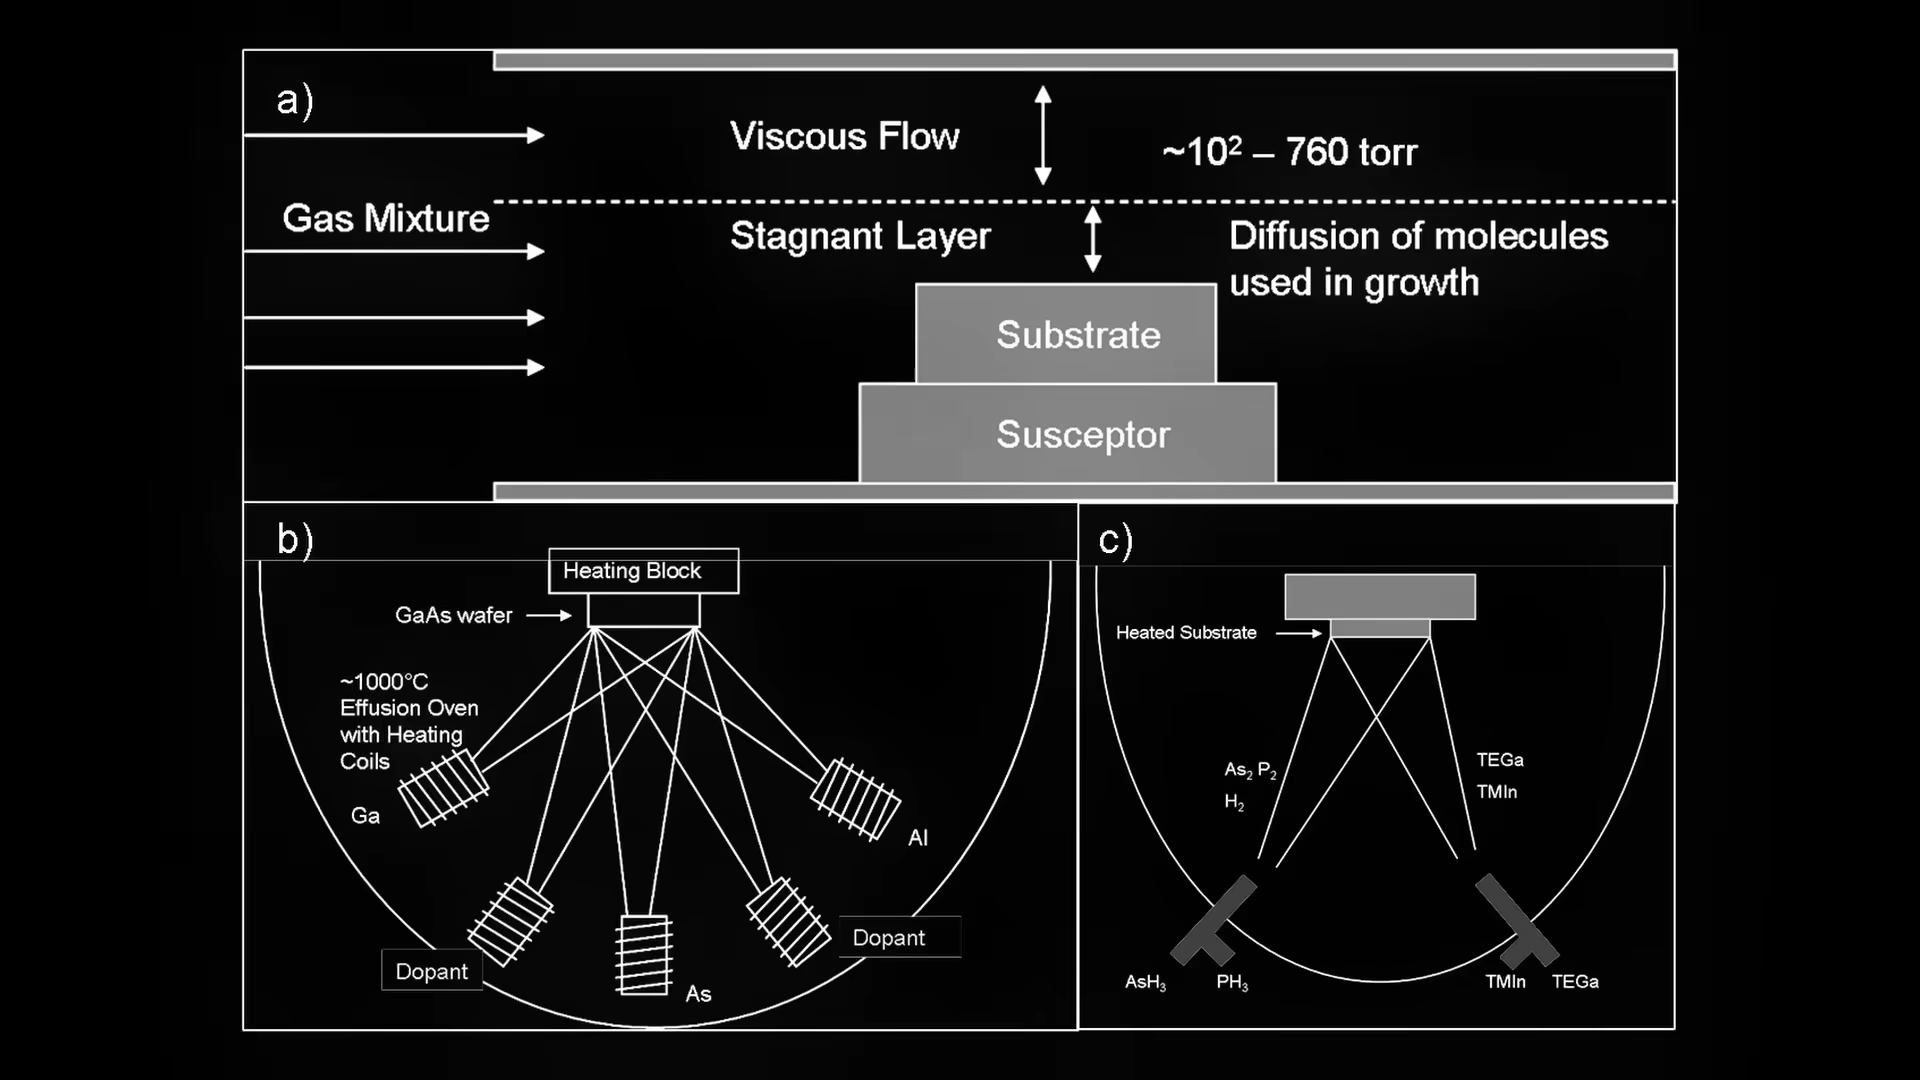 a)
Viscous Flow
~10² – 760 torr
Gas Mixture
Stagnant Layer
Diffusion of molecules
used in growth
Substrate
Susceptor
b)
Heating Block
GaAs wafer
~1000°C
Effusion Oven
with Heating
Coils
Ga
Al
Dopant
As
Dopant
c)
Heated Substrate
As₂ P₂
H₂
TEGa
TMIn
AsH₃
PH₃
TMIn
TEGa